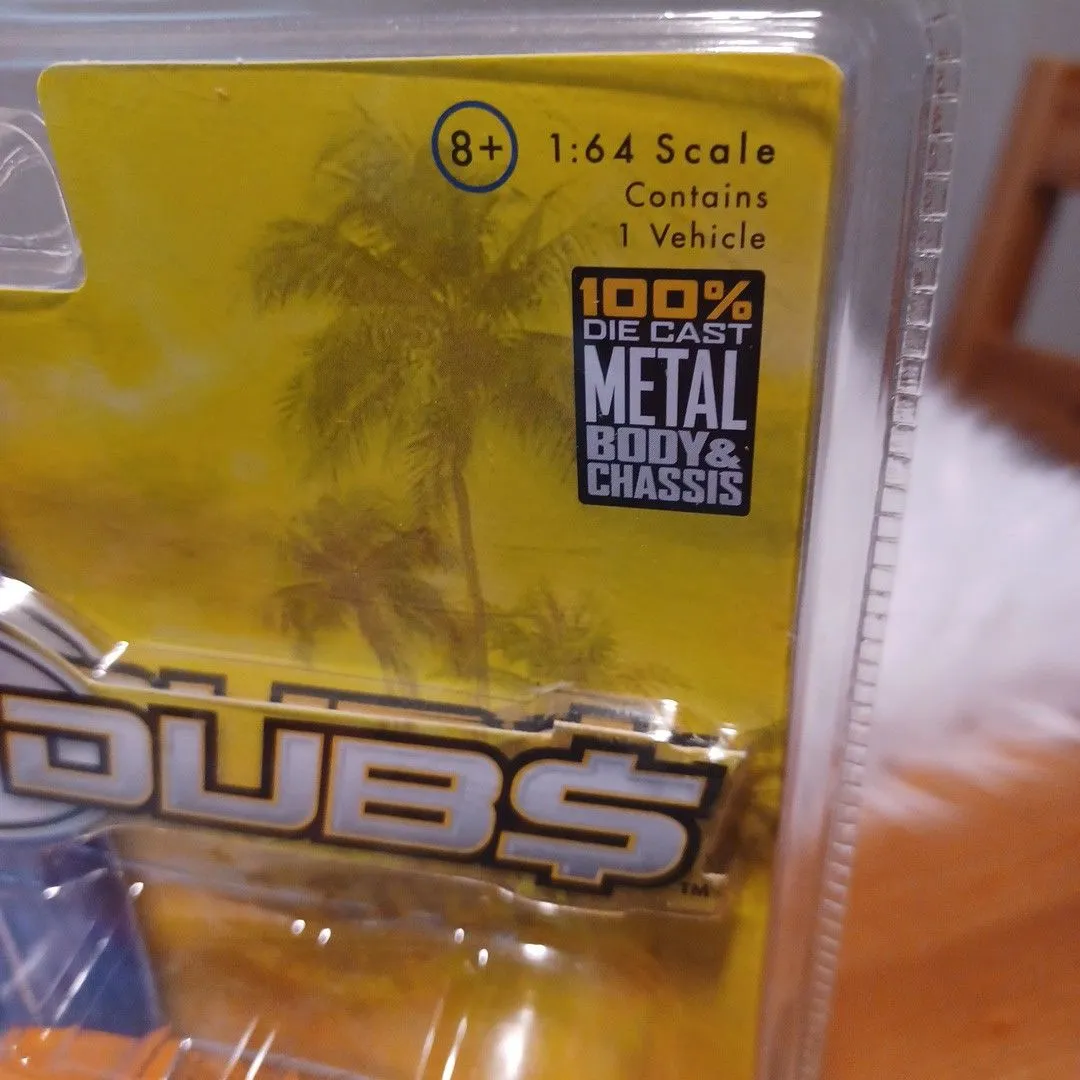 8+ 1:64 Scale
Contains
1 Vehicle
100%
DIE CAST
METAL
BODY&
CHASSIS
DUB$
TM